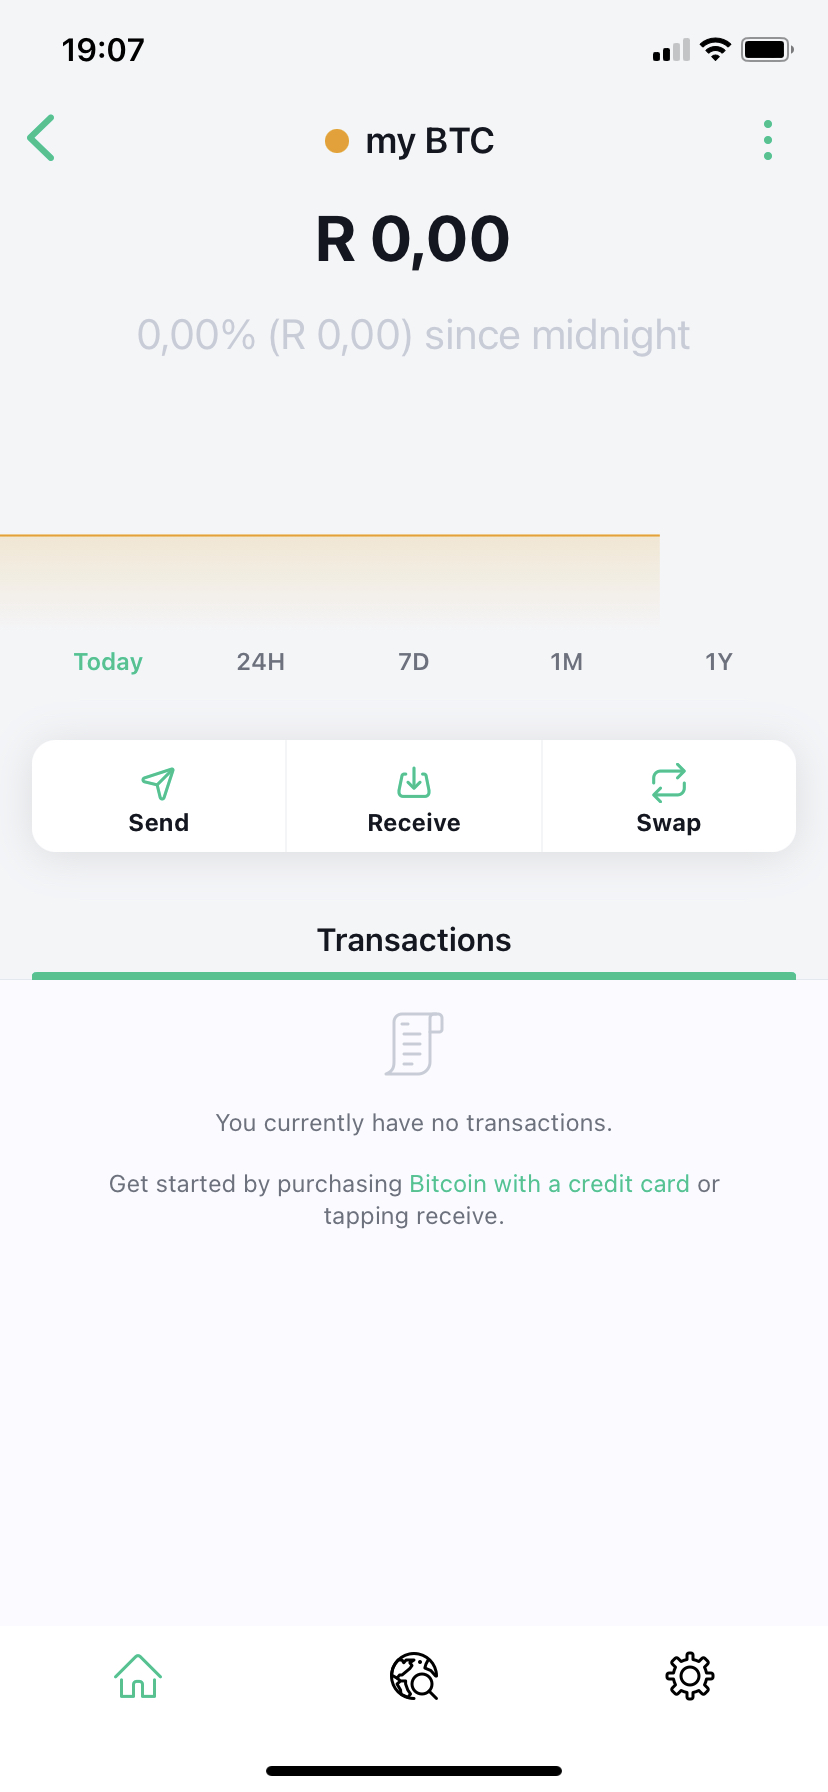 19:07
my BTC
R 0,00
0,00% (R 0,00) since midnight
Today 24H 7D 1M 1Y
Send Receive Swap
Transactions
You currently have no transactions.
Get started by purchasing Bitcoin with a credit card or
tapping receive.